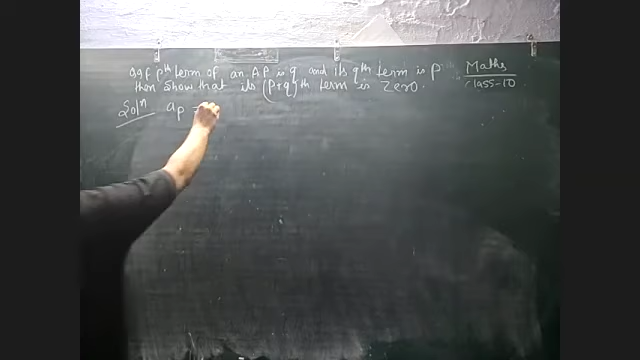 Q If pth term of an AP is q and its qth term is p
then show that its (p+q)th term is Zero.
Maths
Class-10
Soln ap =